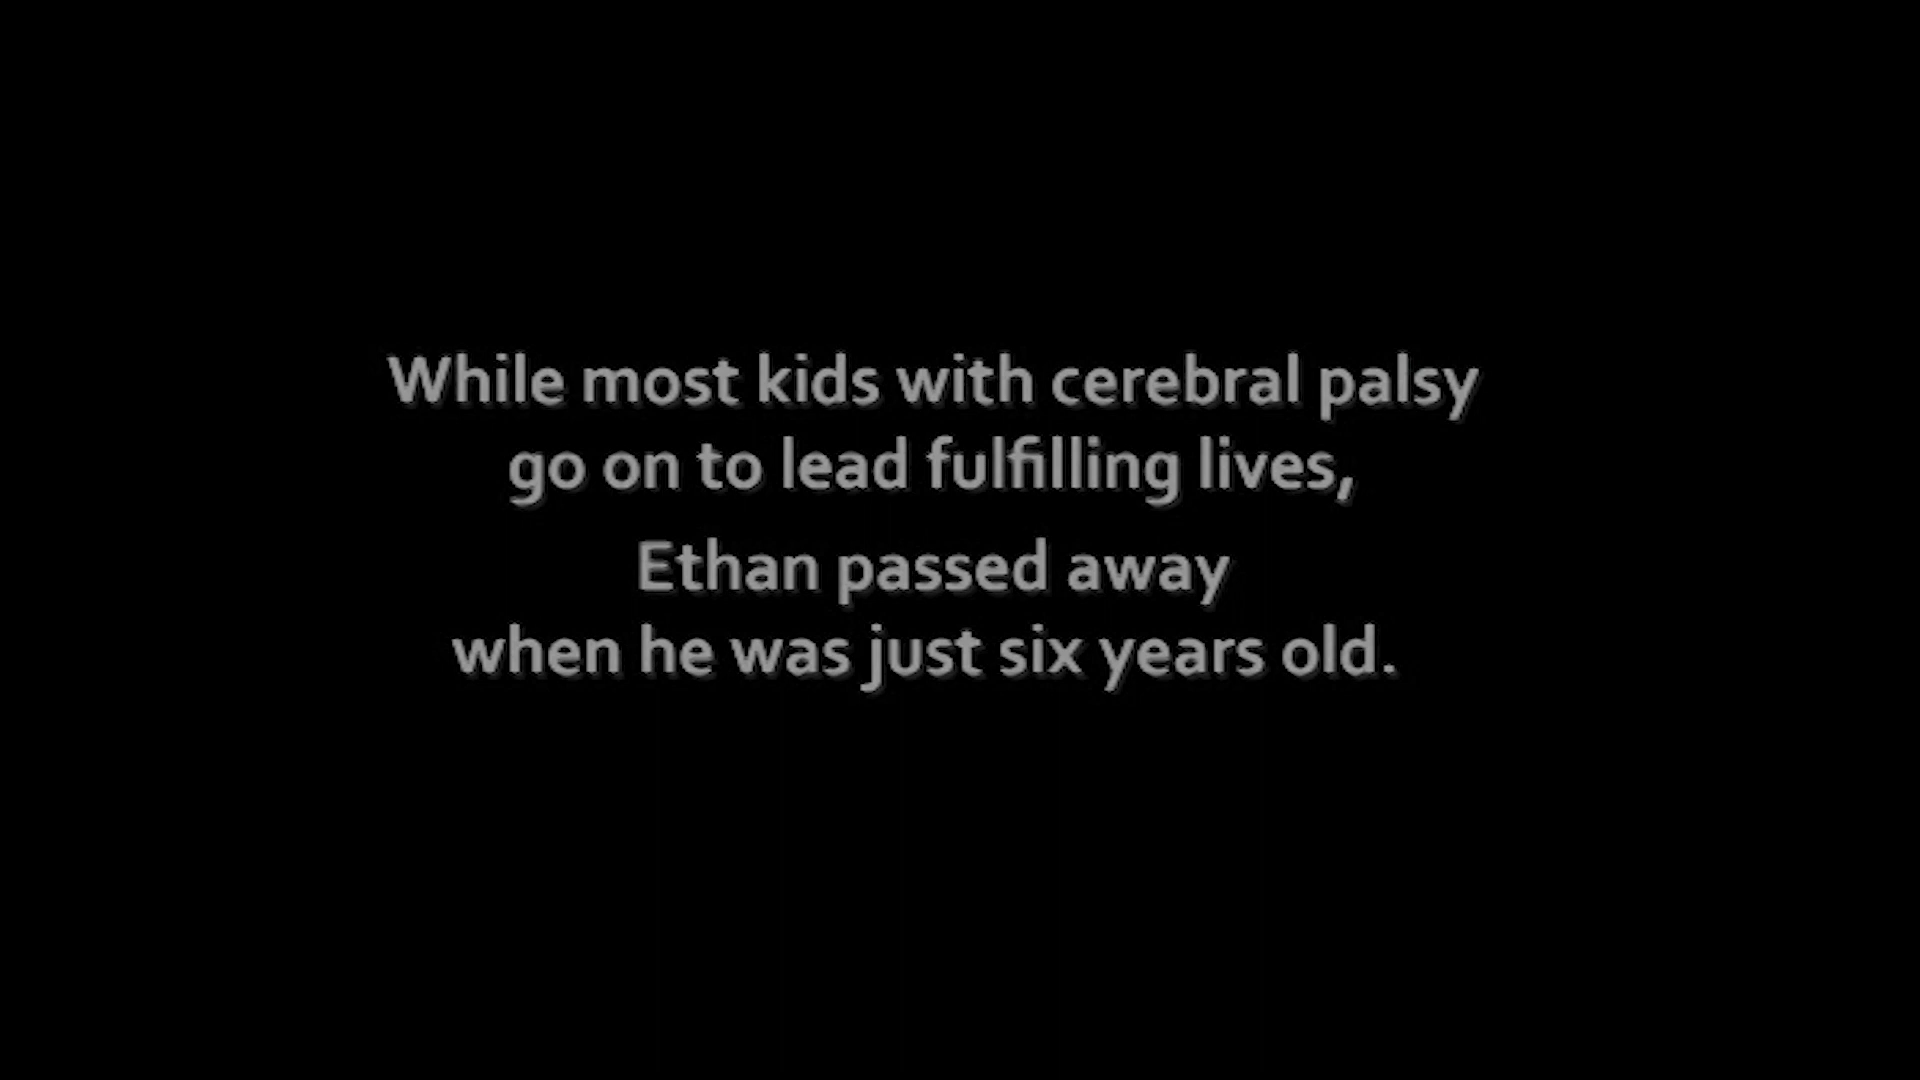 While most kids with cerebral palsy
go on to lead fulfilling lives,
Ethan passed away
when he was just six years old.